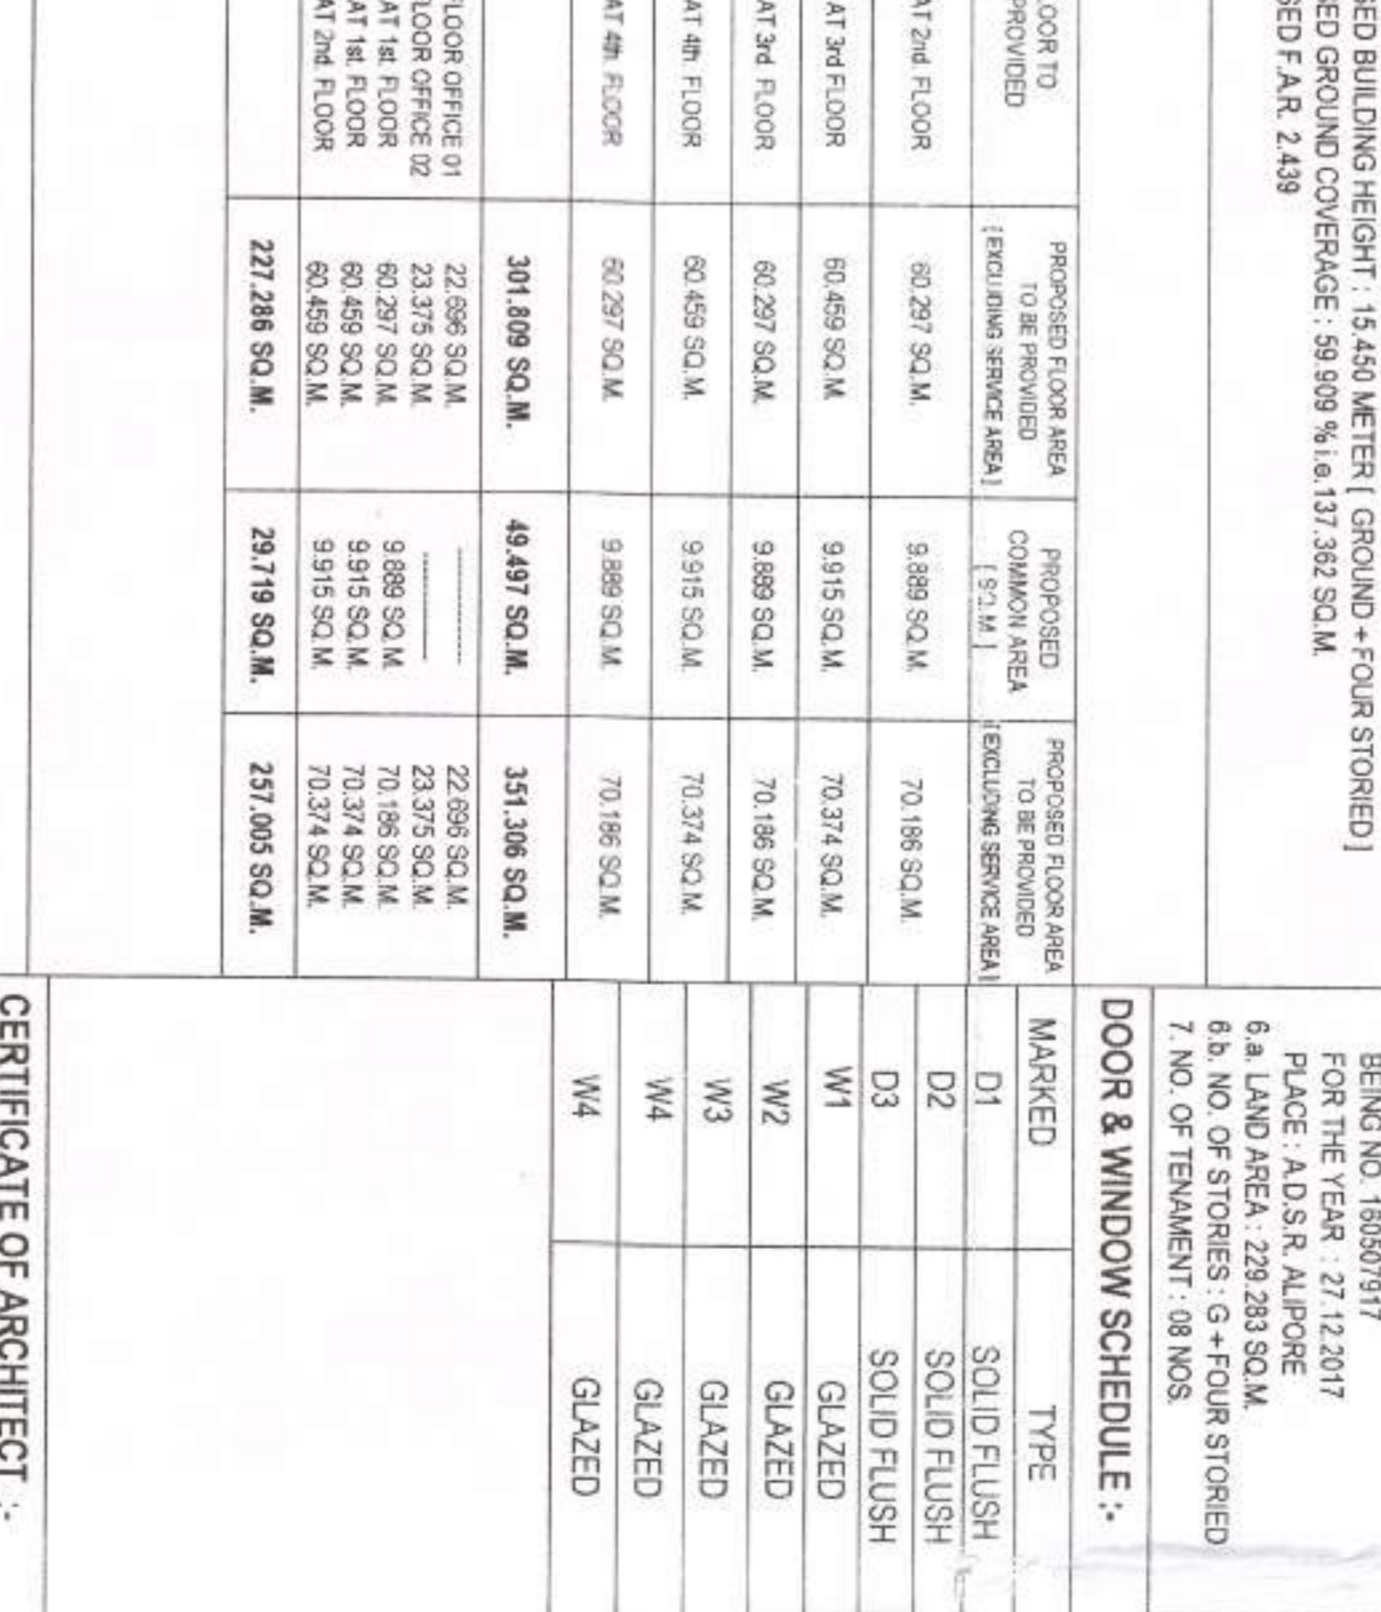 SED BUILDING HEIGHT : 15.450 METER [ GROUND + FOUR STORIED ]
SED GROUND COVERAGE : 59.909 % i.e.137.362 SQ.M.
SED F.A.R. 2.439
LOOR TO
PROVIDED
PROPOSED FLOOR AREA
TO BE PROVIDED
[ EXCLUDING SERVICE AREA ]
PROPOSED
COMMON AREA
[ SQ.M. ]
PROPOSED FLOOR AREA
TO BE PROVIDED
[ EXCLUDING SERVICE AREA ]
AT 2nd. FLOOR 60.297 SQ.M. 9.889 SQ.M. 70.186 SQ.M.
AT 3rd FLOOR 60.459 SQ.M. 9.915 SQ.M. 70.374 SQ.M.
AT 3rd. FLOOR 60.297 SQ.M. 9.889 SQ.M. 70.186 SQ.M.
AT 4th. FLOOR 60.459 SQ.M. 9.915 SQ.M. 70.374 SQ.M.
AT 4th. FLOOR 60.297 SQ.M. 9.889 SQ.M. 70.186 SQ.M.
301.809 SQ.M. 49.497 SQ.M. 351.306 SQ.M.
FLOOR OFFICE 01 22.696 SQ.M. ------------ 22.696 SQ.M.
LOOR OFFICE 02 23.375 SQ.M. ------------ 23.375 SQ.M.
AT 1st. FLOOR 60.297 SQ.M. 9.889 SQ.M. 70.186 SQ.M.
AT 1st. FLOOR 60.459 SQ.M. 9.915 SQ.M. 70.374 SQ.M.
AT 2nd. FLOOR 60.459 SQ.M. 9.915 SQ.M. 70.374 SQ.M.
227.286 SQ.M. 29.719 SQ.M. 257.005 SQ.M.
BEING NO. 160507917
FOR THE YEAR : 27.12.2017
PLACE : A.D.S.R. ALIPORE
6.a. LAND AREA : 229.283 SQ.M.
6.b. NO. OF STORIES : G + FOUR STORIED
7. NO. OF TENAMENT : 08 NOS.
DOOR & WINDOW SCHEDULE :-
MARKED TYPE
D1 SOLID FLUSH
D2 SOLID FLUSH
D3 SOLID FLUSH
W1 GLAZED
W2 GLAZED
W3 GLAZED
W4 GLAZED
W4 GLAZED
CERTIFICATE OF ARCHITECT :-